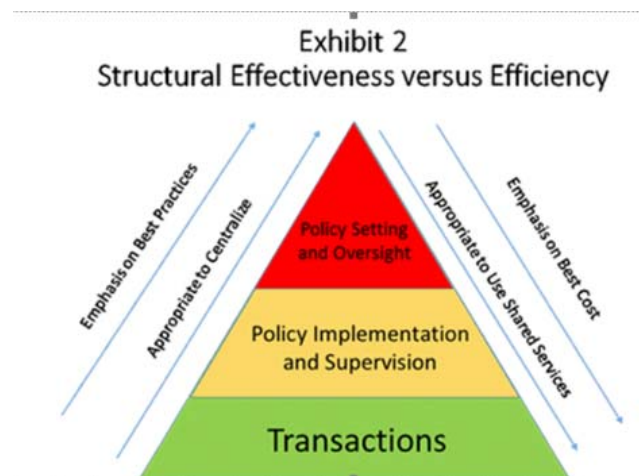 Exhibit 2
Structural Effectiveness versus Efficiency
Emphasis on Best Practices
Appropriate to Centralize
Policy Setting
and Oversight
Appropriate to Use Shared Services
Emphasis on Best Cost
Policy Implementation
and Supervision
Transactions